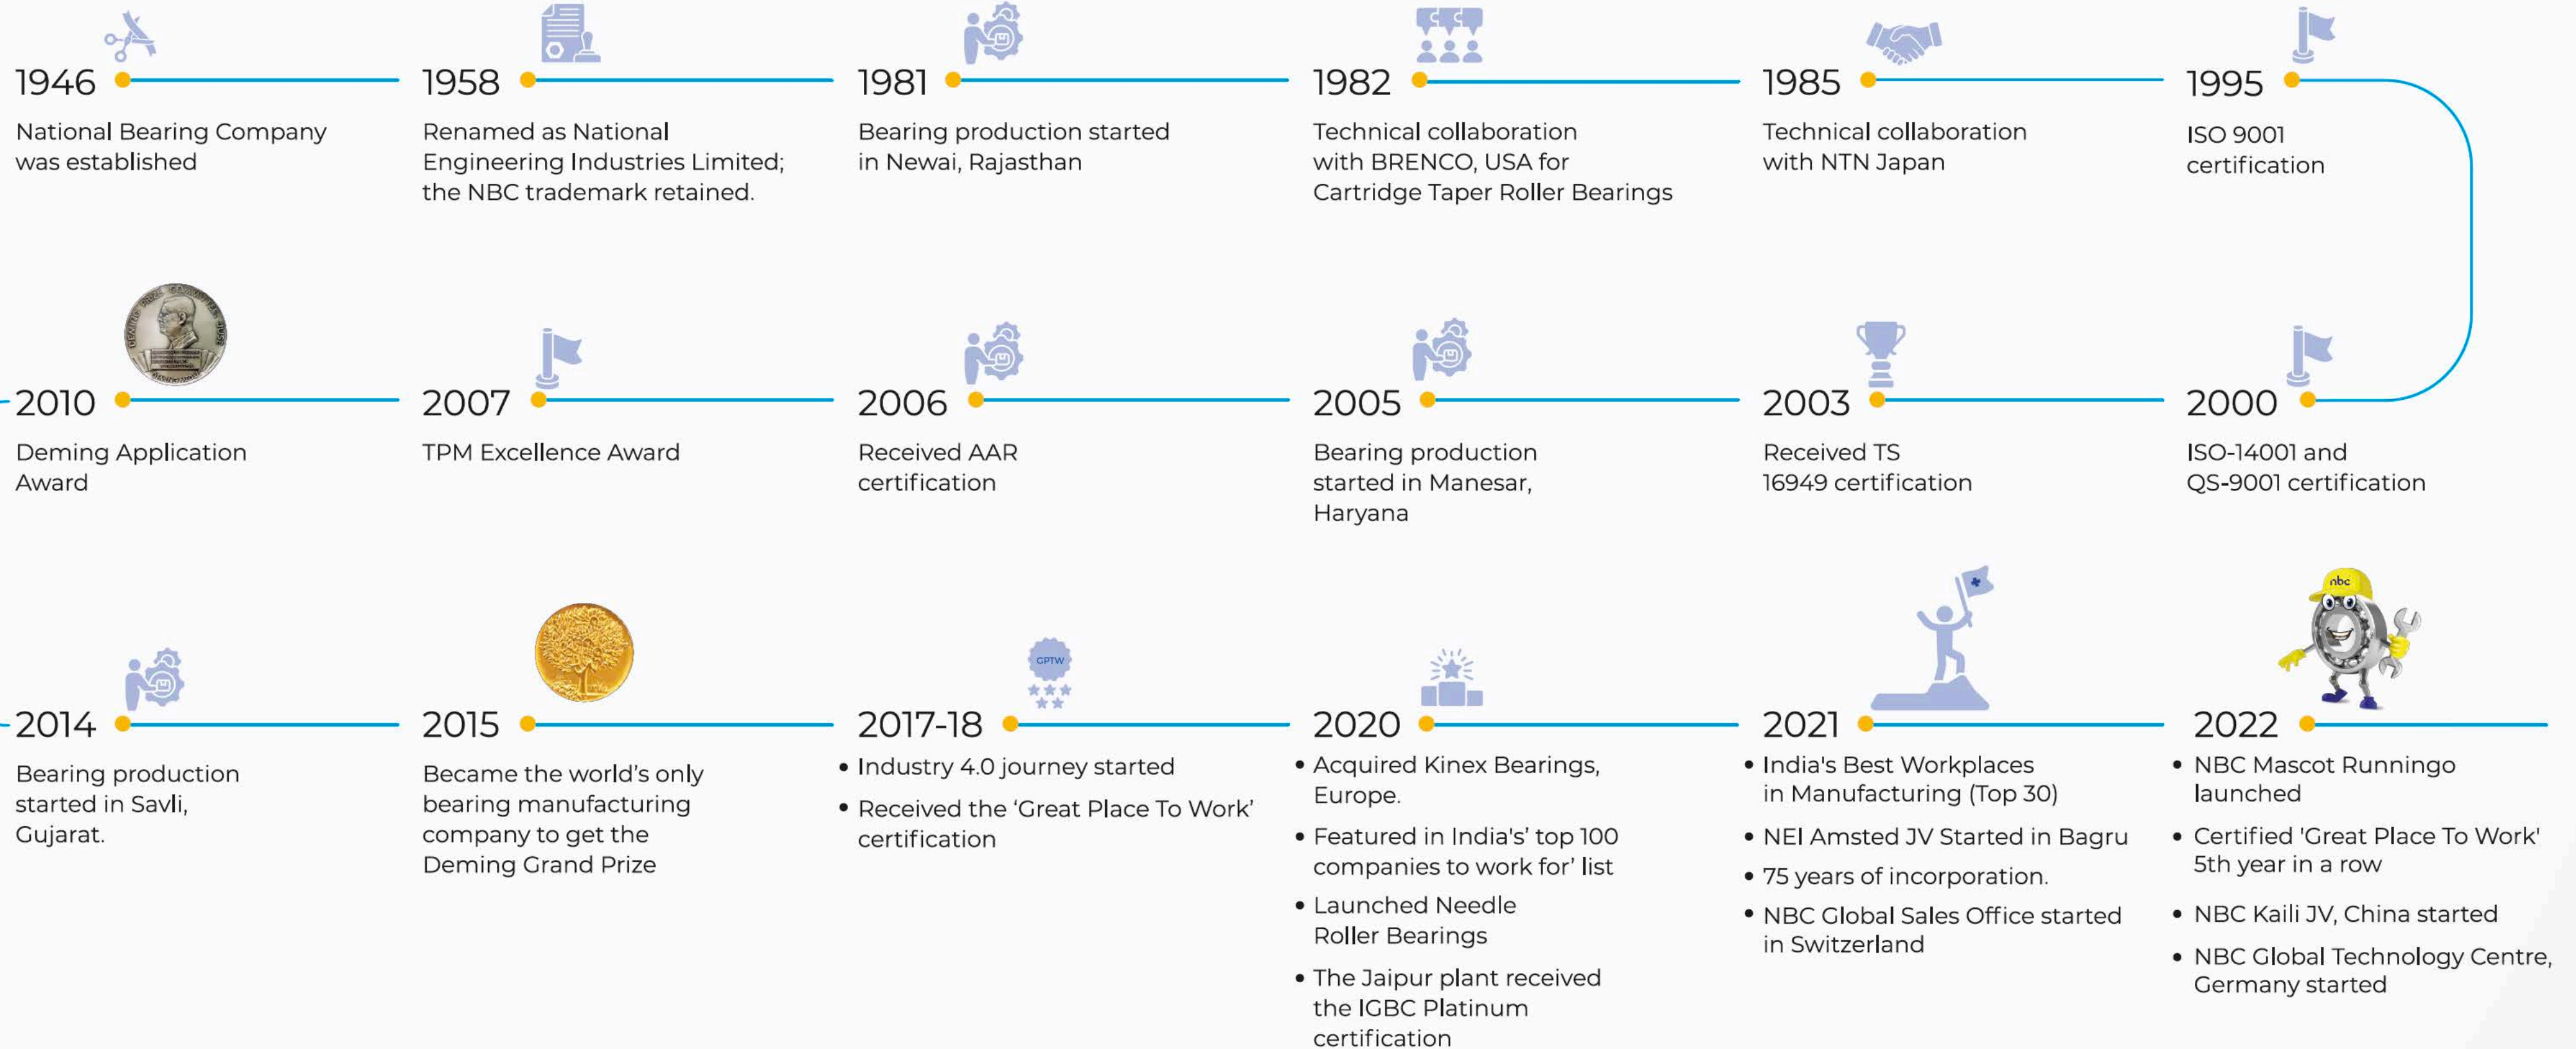 1946
National Bearing Company
was established
1958
Renamed as National
Engineering Industries Limited;
the NBC trademark retained.
1981
Bearing production started
in Newai, Rajasthan
1982
Technical collaboration
with BRENCO, USA for
Cartridge Taper Roller Bearings
1985
Technical collaboration
with NTN Japan
1995
ISO 9001
certification
2010
Deming Application
Award
2007
TPM Excellence Award
2006
Received AAR
certification
2005
Bearing production
started in Manesar,
Haryana
2003
Received TS
16949 certification
2000
ISO-14001 and
QS-9001 certification
2014
Bearing production
started in Savli,
Gujarat.
2015
Became the world’s only
bearing manufacturing
company to get the
Deming Grand Prize
GPTW
2017-18
• Industry 4.0 journey started
• Received the ‘Great Place To Work’
certification
2020
• Acquired Kinex Bearings,
Europe.
• Featured in India's’ top 100
companies to work for’ list
• Launched Needle
Roller Bearings
• The Jaipur plant received
the IGBC Platinum
certification
2021
• India's Best Workplaces
in Manufacturing (Top 30)
• NEI Amsted JV Started in Bagru
• 75 years of incorporation.
• NBC Global Sales Office started
in Switzerland
nbc
2022
• NBC Mascot Runningo
launched
• Certified 'Great Place To Work'
5th year in a row
• NBC Kaili JV, China started
• NBC Global Technology Centre,
Germany started